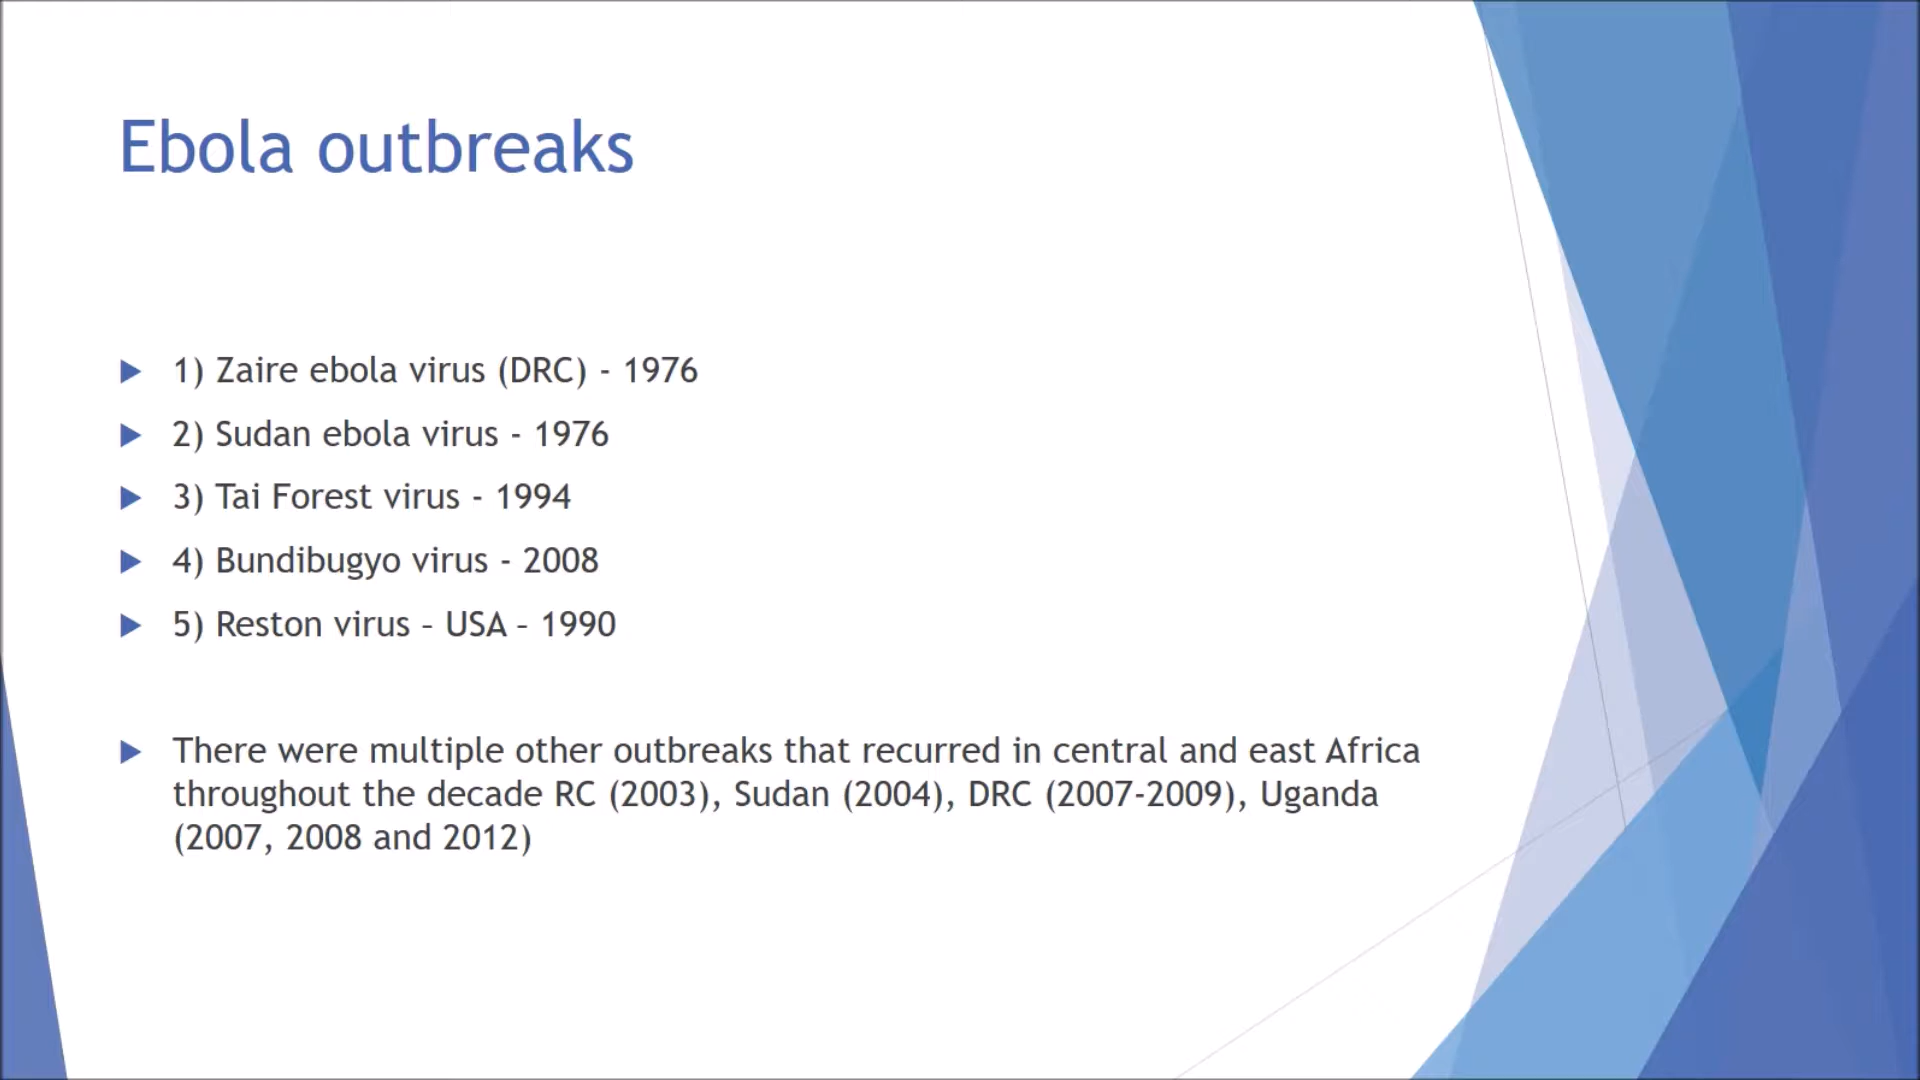 Ebola outbreaks
1) Zaire ebola virus (DRC) - 1976
2) Sudan ebola virus - 1976
3) Tai Forest virus - 1994
4) Bundibugyo virus - 2008
5) Reston virus – USA – 1990
There were multiple other outbreaks that recurred in central and east Africa
throughout the decade RC (2003), Sudan (2004), DRC (2007-2009), Uganda
(2007, 2008 and 2012)